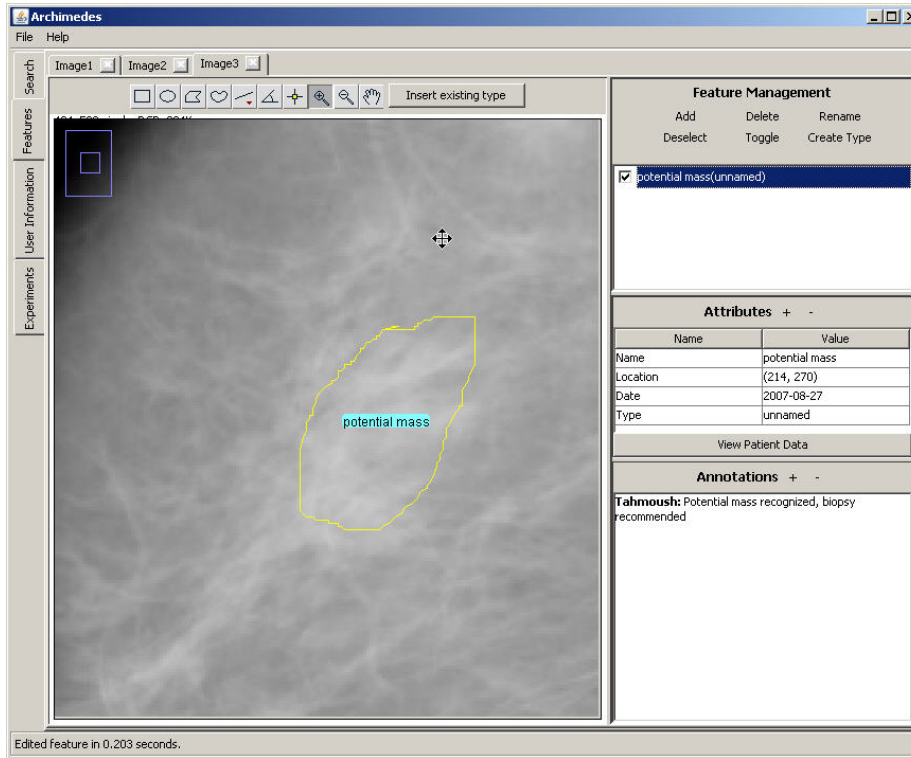 Archimedes
File Help
Image1 Image2 Image3
Search
Features
User Information
Experiments
Insert existing type
Feature Management
Add Delete Rename
Deselect Toggle Create Type
potential mass(unnamed)
Attributes + -
Name Value
Name potential mass
Location (214, 270)
Date 2007-08-27
Type unnamed
View Patient Data
Annotations + -
Tahmoush: Potential mass recognized, biopsy
recommended
potential mass
Edited feature in 0.203 seconds.